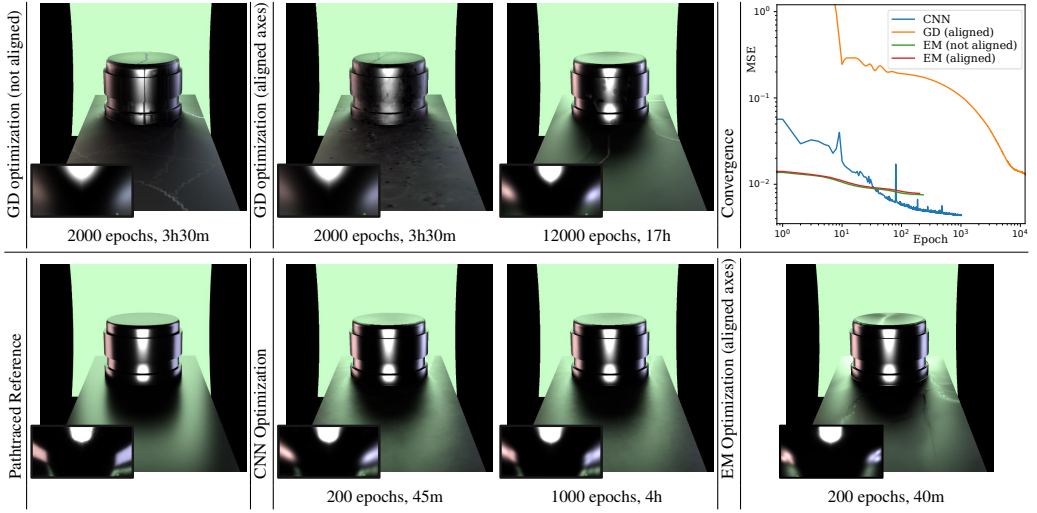 GD optimization (not aligned)
2000 epochs, 3h30m
GD optimization (aligned axes)
2000 epochs, 3h30m
12000 epochs, 17h
Convergence
MSE
10⁰
10⁻¹
10⁻²
CNN
GD (aligned)
EM (not aligned)
EM (aligned)
10⁰ 10¹ 10² 10³ 10⁴
Epoch
Pathtraced Reference
CNN Optimization
200 epochs, 45m
1000 epochs, 4h
EM Optimization (aligned axes)
200 epochs, 40m